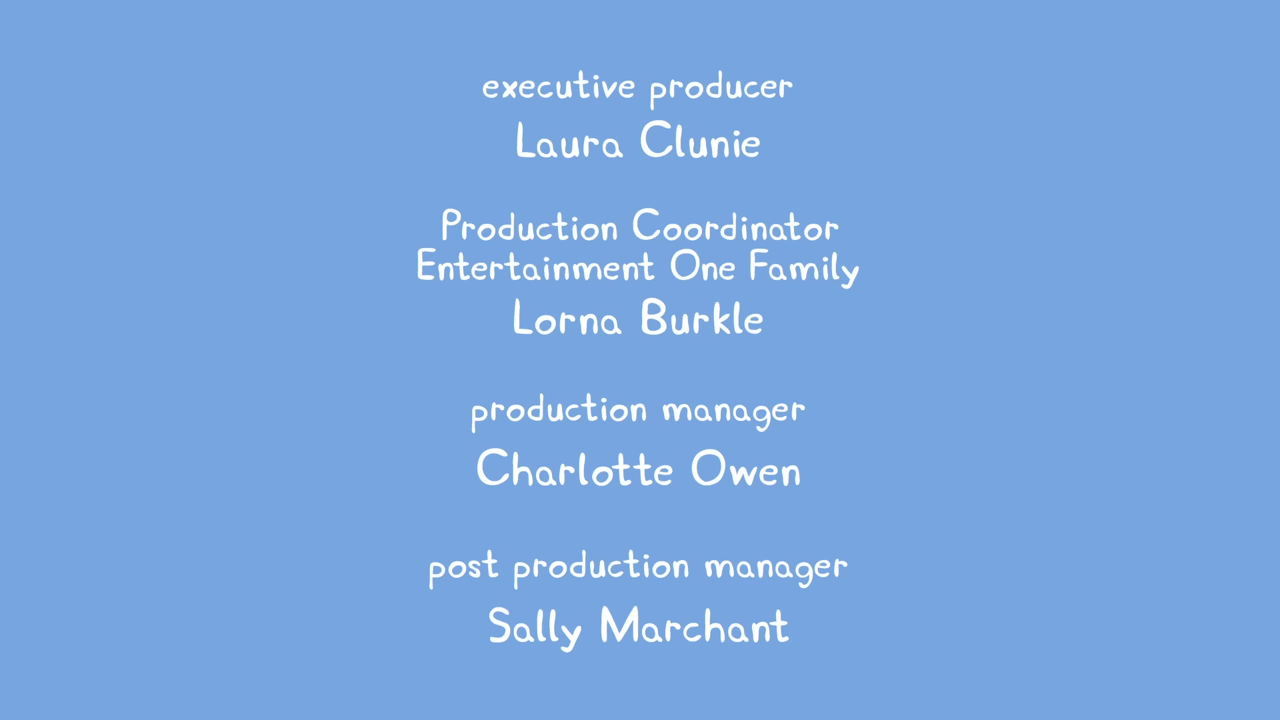 executive producer
Laura Clunie
Production Coordinator
Entertainment One Family
Lorna Burkle
production manager
Charlotte Owen
post production manager
Sally Marchant